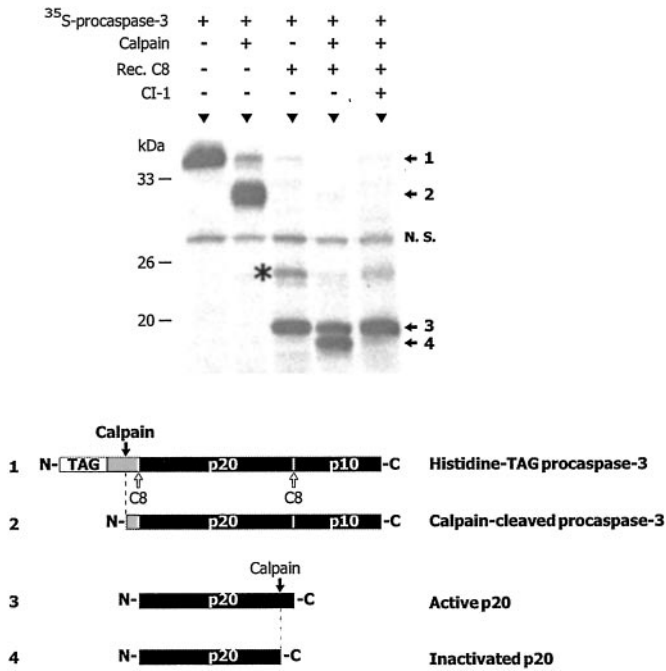 35S-procaspase-3 + + + + +
Calpain - + - + +
Rec. C8 - - + + +
CI-1 - - - - +
kDa
1
33
2
N. S.
26
*
20
3
4
Calpain
1 N- TAG p20 p10 -C Histidine-TAG procaspase-3
C8 C8
2 N- p20 p10 -C Calpain-cleaved procaspase-3
Calpain
3 N- p20 -C Active p20
4 N- p20 -C Inactivated p20